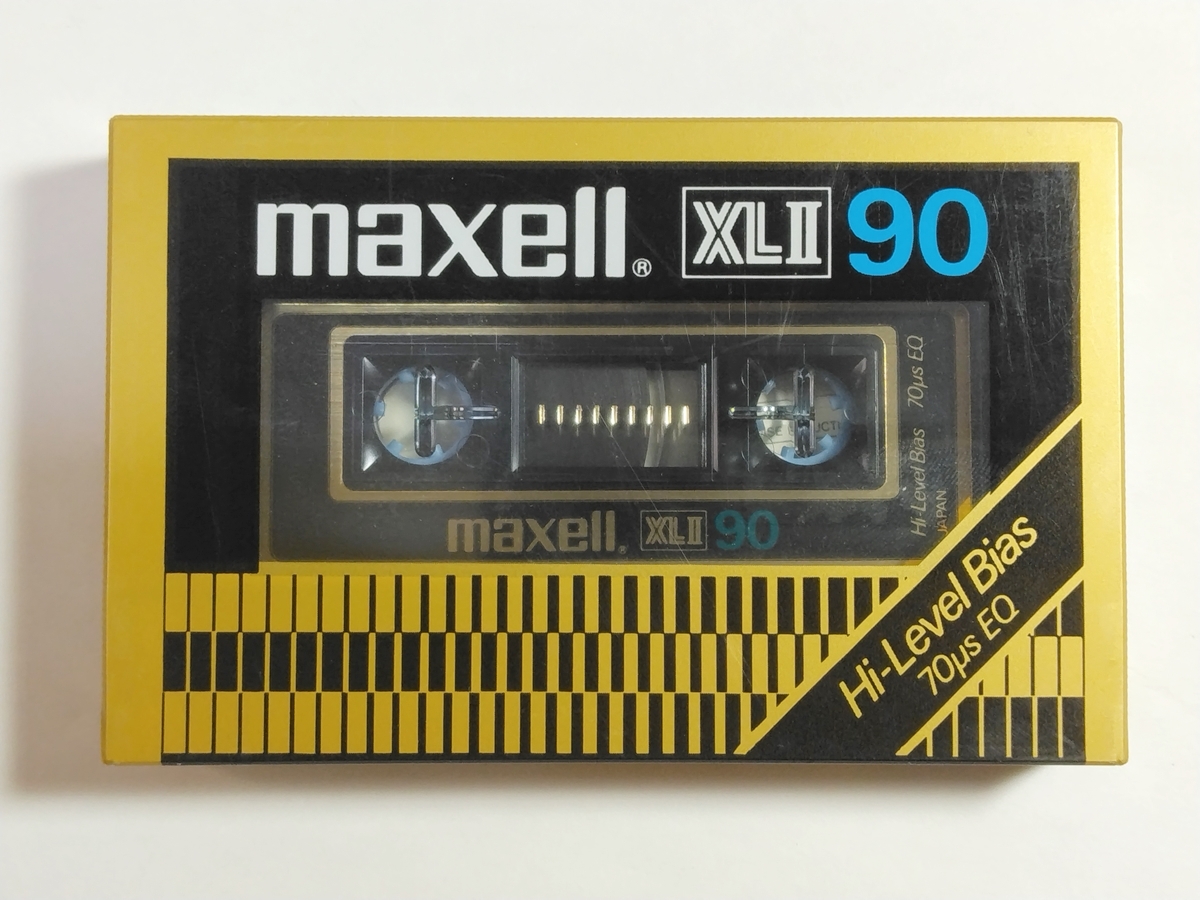 maxell® XLII 90
Hi-Level Bias 70µs EQ
JAPAN
maxell® XLII 90
Hi-Level Bias
70µs EQ